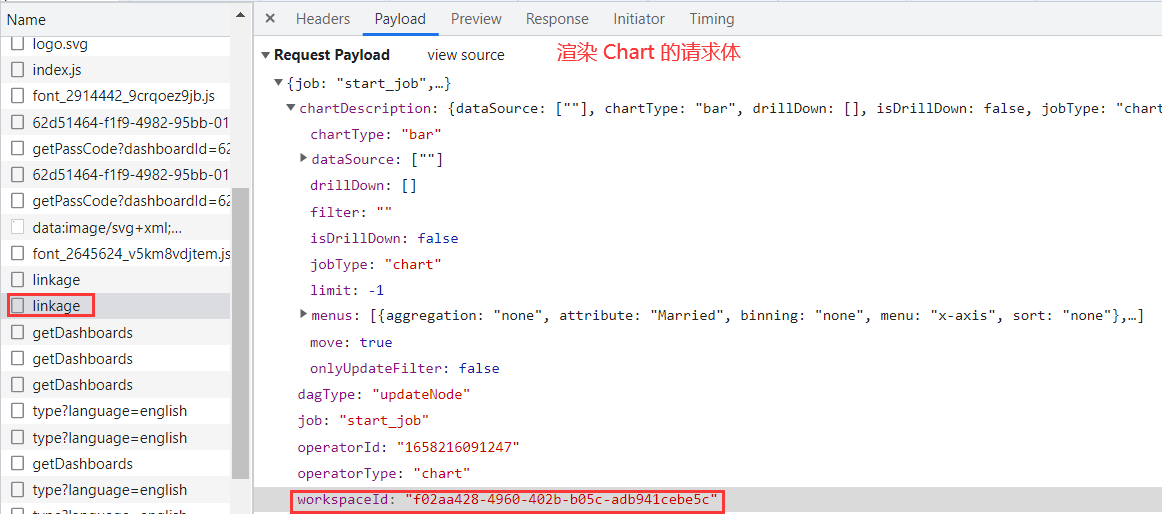 Name
logo.svg
index.js
font_2914442_9crqoez9jb.js
62d51464-f1f9-4982-95bb-01
getPassCode?dashboardId=62
62d51464-f1f9-4982-95bb-01
getPassCode?dashboardId=62
data:image/svg+xml;...
font_2645624_v5km8vdjtem.js
linkage
linkage
getDashboards
getDashboards
getDashboards
type?language=english
type?language=english
getDashboards
type?language=english
type?language=english
Headers Payload Preview Response Initiator Timing
Request Payload view source 渲染 Chart 的请求体
{job: "start_job",…}
chartDescription: {dataSource: [""], chartType: "bar", drillDown: [], isDrillDown: false, jobType: "chart
chartType: "bar"
dataSource: [""]
drillDown: []
filter: ""
isDrillDown: false
jobType: "chart"
limit: -1
menus: [{aggregation: "none", attribute: "Married", binning: "none", menu: "x-axis", sort: "none"},…]
move: true
onlyUpdateFilter: false
dagType: "updateNode"
job: "start_job"
operatorId: "1658216091247"
operatorType: "chart"
workspaceId: "f02aa428-4960-402b-b05c-adb941cebe5c"